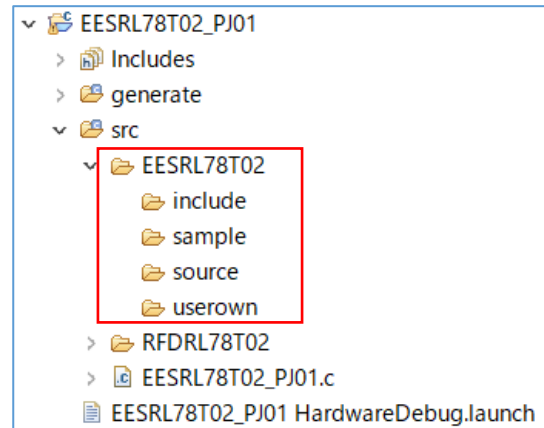 EESRL78T02_PJ01
Includes
generate
src
EESRL78T02
include
sample
source
userown
RFDRL78T02
EESRL78T02_PJ01.c
EESRL78T02_PJ01 HardwareDebug.launch